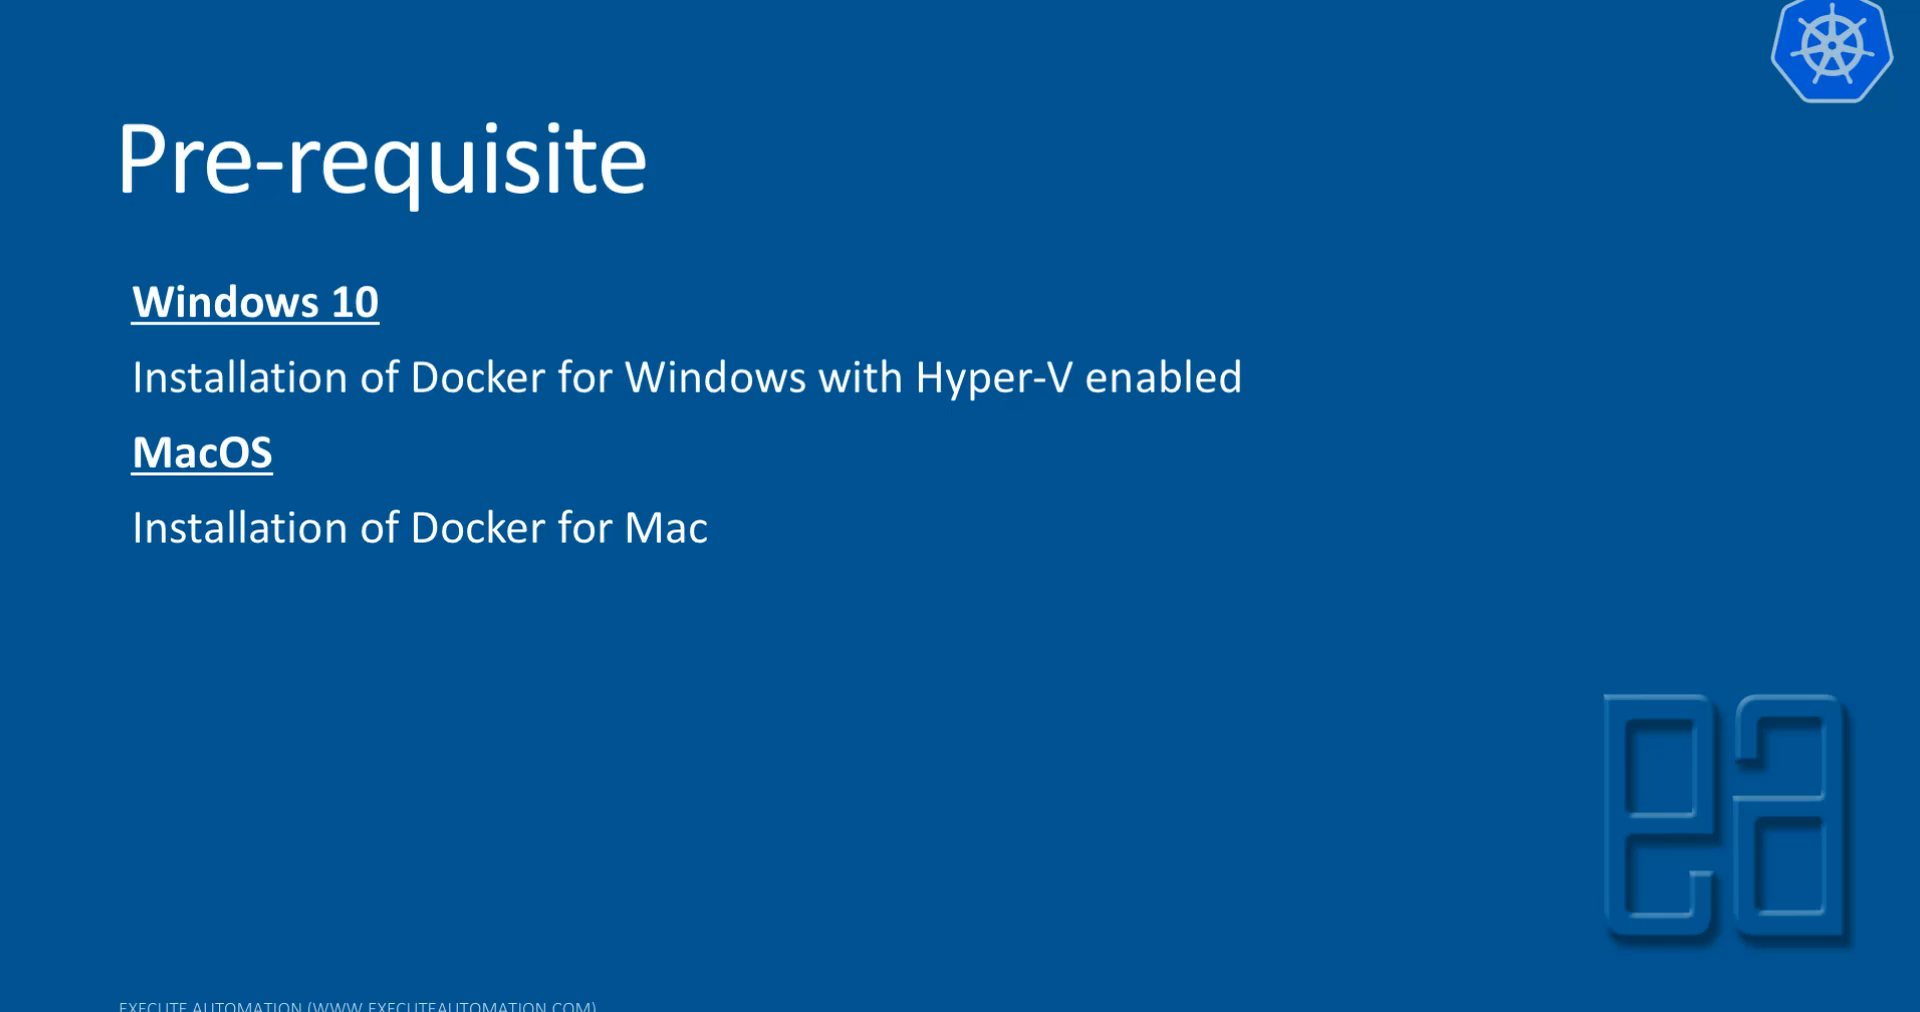 Pre-requisite
Windows 10
Installation of Docker for Windows with Hyper-V enabled
MacOS
Installation of Docker for Mac
ea
EXECUTE AUTOMATION (WWW.EXECUTEAUTOMATION.COM)